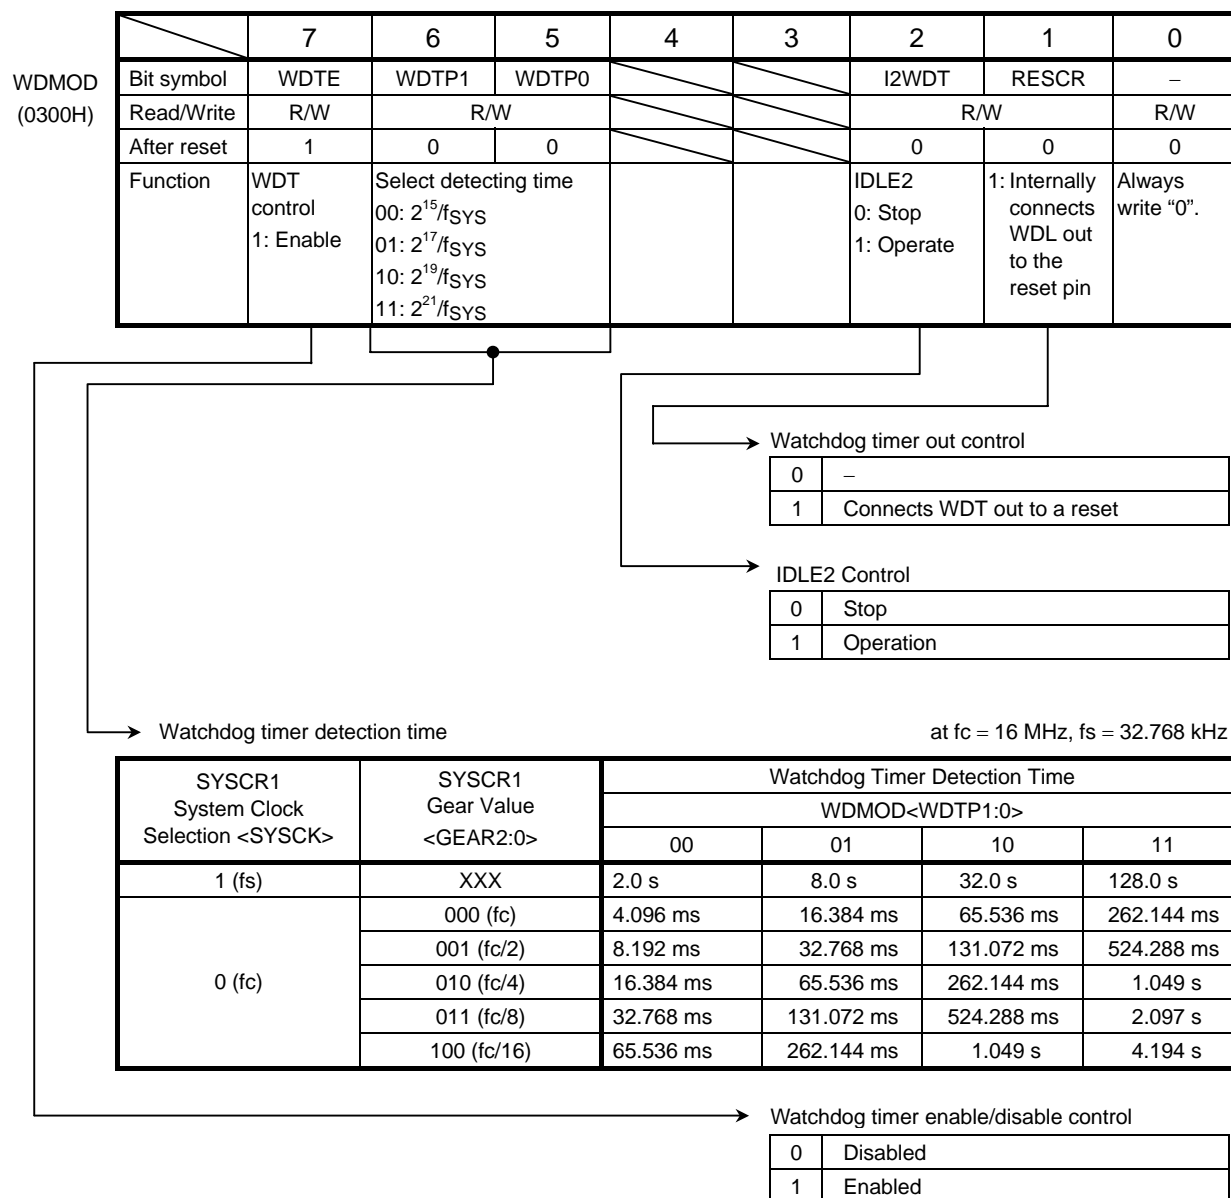 7 6 5 4 3 2 1 0
WDMOD
(0300H)
Bit symbol WDTE WDTP1 WDTP0 I2WDT RESCR –
Read/Write R/W R/W R/W R/W
After reset 1 0 0 0 0 0
Function
WDT
control
1: Enable
Select detecting time
00: 2^15/fSYS
01: 2^17/fSYS
10: 2^19/fSYS
11: 2^21/fSYS
IDLE2
0: Stop
1: Operate
1: Internally
connects
WDL out
to the
reset pin
Always
write “0”.
Watchdog timer out control
0 –
1 Connects WDT out to a reset
IDLE2 Control
0 Stop
1 Operation
Watchdog timer detection time
at fc = 16 MHz, fs = 32.768 kHz
SYSCR1
System Clock
Selection <SYSCK>
SYSCR1
Gear Value
<GEAR2:0>
Watchdog Timer Detection Time
WDMOD<WDTP1:0>
00 01 10 11
1 (fs) XXX 2.0 s 8.0 s 32.0 s 128.0 s
0 (fc)
000 (fc) 4.096 ms 16.384 ms 65.536 ms 262.144 ms
001 (fc/2) 8.192 ms 32.768 ms 131.072 ms 524.288 ms
010 (fc/4) 16.384 ms 65.536 ms 262.144 ms 1.049 s
011 (fc/8) 32.768 ms 131.072 ms 524.288 ms 2.097 s
100 (fc/16) 65.536 ms 262.144 ms 1.049 s 4.194 s
Watchdog timer enable/disable control
0 Disabled
1 Enabled